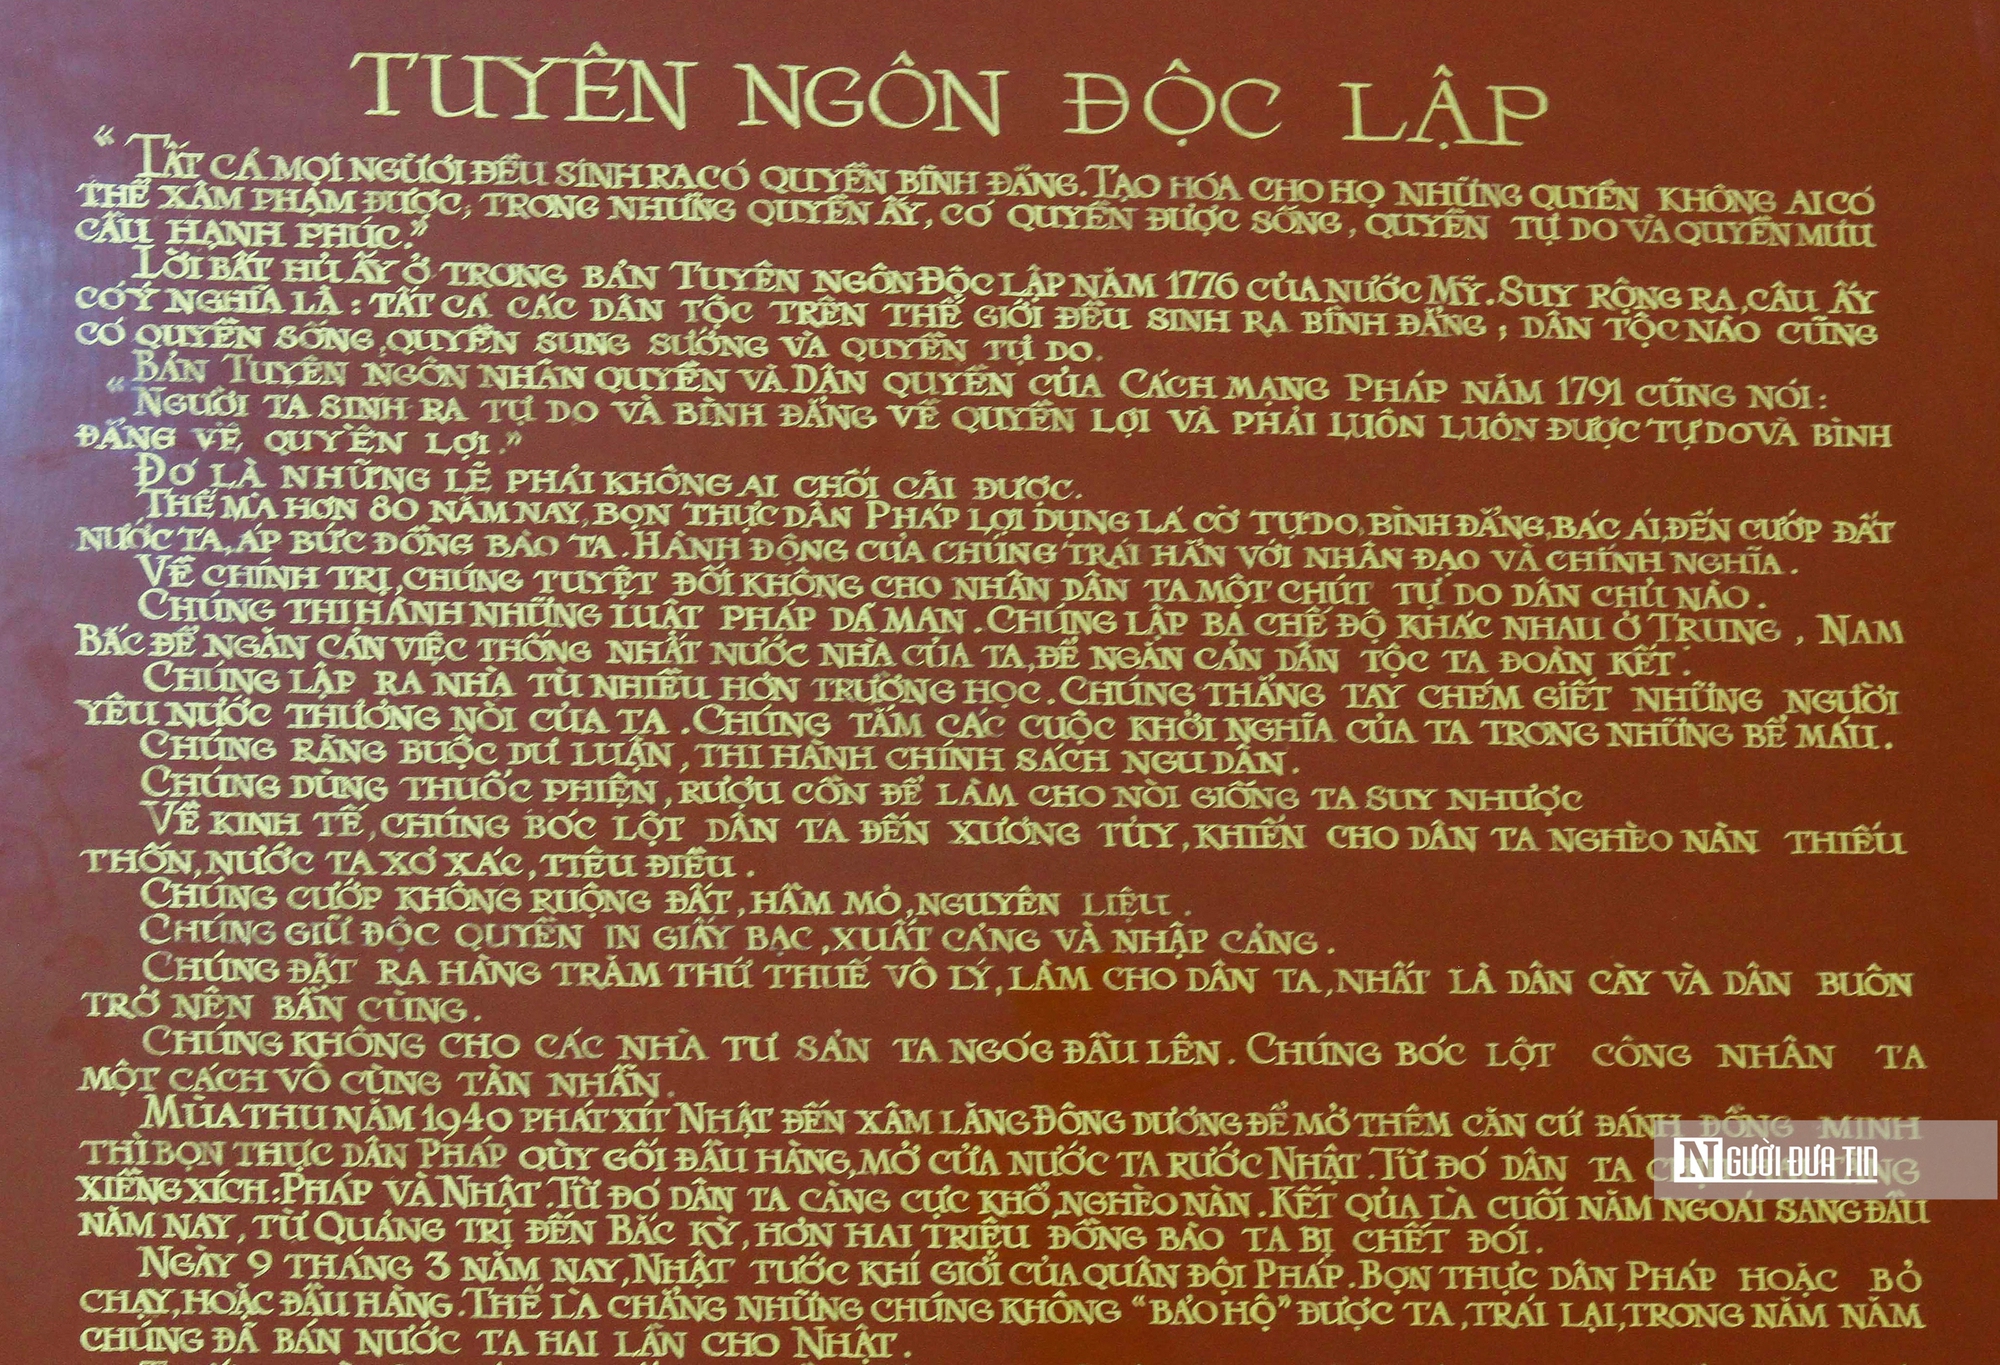 TUYÊN NGÔN ĐỘC LẬP
“TẤT CẢ MỌI NGƯỜI ĐỀU SINH RA CÓ QUYỀN BÌNH ĐẲNG. TẠO HÓA CHO HỌ NHỮNG QUYỀN KHÔNG AI CÓ
THỂ XÂM PHẠM ĐƯỢC; TRONG NHỮNG QUYỀN ẤY, CÓ QUYỀN ĐƯỢC SỐNG, QUYỀN TỰ DO VÀ QUYỀN MƯU
CẦU HẠNH PHÚC.”
LỜI BẤT HỦ ẤY Ở TRONG BẢN TUYÊN NGÔN ĐỘC LẬP NĂM 1776 CỦA NƯỚC MỸ. SUY RỘNG RA, CÂU ẤY
CÓ Ý NGHĨA LÀ: TẤT CẢ CÁC DÂN TỘC TRÊN THẾ GIỚI ĐỀU SINH RA BÌNH ĐẲNG; DÂN TỘC NÀO CŨNG
CÓ QUYỀN SỐNG, QUYỀN SUNG SƯỚNG VÀ QUYỀN TỰ DO.
BẢN TUYÊN NGÔN NHÂN QUYỀN VÀ DÂN QUYỀN CỦA CÁCH MẠNG PHÁP NĂM 1791 CŨNG NÓI:
“NGƯỜI TA SINH RA TỰ DO VÀ BÌNH ĐẲNG VỀ QUYỀN LỢI VÀ PHẢI LUÔN LUÔN ĐƯỢC TỰ DO VÀ BÌNH
ĐẲNG VỀ QUYỀN LỢI.”
ĐÓ LÀ NHỮNG LẼ PHẢI KHÔNG AI CHỐI CÃI ĐƯỢC.
THẾ MÀ HƠN 80 NĂM NAY, BỌN THỰC DÂN PHÁP LỢI DỤNG LÁ CỜ TỰ DO, BÌNH ĐẲNG, BÁC ÁI, ĐẾN CƯỚP ĐẤT
NƯỚC TA, ÁP BỨC ĐỒNG BÀO TA. HÀNH ĐỘNG CỦA CHÚNG TRÁI HẲN VỚI NHÂN ĐẠO VÀ CHÍNH NGHĨA.
VỀ CHÍNH TRỊ, CHÚNG TUYỆT ĐỐI KHÔNG CHO NHÂN DÂN TA MỘT CHÚT TỰ DO DÂN CHỦ NÀO.
CHÚNG THI HÀNH NHỮNG LUẬT PHÁP DÃ MAN. CHÚNG LẬP BA CHẾ ĐỘ KHÁC NHAU Ở TRUNG, NAM
BẮC ĐỂ NGĂN CẢN VIỆC THỐNG NHẤT NƯỚC NHÀ CỦA TA, ĐỂ NGĂN CẢN DÂN TỘC TA ĐOÀN KẾT.
CHÚNG LẬP RA NHÀ TÙ NHIỀU HƠN TRƯỜNG HỌC. CHÚNG THẲNG TAY CHÉM GIẾT NHỮNG NGƯỜI
YÊU NƯỚC THƯƠNG NÒI CỦA TA. CHÚNG TẮM CÁC CUỘC KHỞI NGHĨA CỦA TA TRONG NHỮNG BỂ MÁU.
CHÚNG RÀNG BUỘC DƯ LUẬN, THI HÀNH CHÍNH SÁCH NGU DÂN.
CHÚNG DÙNG THUỐC PHIỆN, RƯỢU CỒN ĐỂ LÀM CHO NÒI GIỐNG TA SUY NHƯỢC
VỀ KINH TẾ, CHÚNG BÓC LỘT DÂN TA ĐẾN XƯƠNG TỦY, KHIẾN CHO DÂN TA NGHÈO NÀN THIẾU
THỐN, NƯỚC TA XƠ XÁC, TIÊU ĐIỀU.
CHÚNG CƯỚP KHÔNG RUỘNG ĐẤT, HẦM MỎ, NGUYÊN LIỆU.
CHÚNG GIỮ ĐỘC QUYỀN IN GIẤY BẠC, XUẤT CẢNG VÀ NHẬP CẢNG.
CHÚNG ĐẶT RA HÀNG TRĂM THỨ THUẾ VÔ LÝ, LÀM CHO DÂN TA, NHẤT LÀ DÂN CÀY VÀ DÂN BUÔN
TRỞ NÊN BẦN CÙNG.
CHÚNG KHÔNG CHO CÁC NHÀ TƯ SẢN TA NGÓC ĐẦU LÊN. CHÚNG BÓC LỘT CÔNG NHÂN TA
MỘT CÁCH VÔ CÙNG TÀN NHẪN.
MÙA THU NĂM 1940 PHÁT XÍT NHẬT ĐẾN XÂM LĂNG ĐÔNG DƯƠNG ĐỂ MỞ THÊM CĂN CỨ ĐÁNH ĐỒNG MINH
THÌ BỌN THỰC DÂN PHÁP QÙY GỐI ĐẦU HÀNG, MỞ CỬA NƯỚC TA RƯỚC NHẬT. TỪ ĐÓ DÂN TA
NGƯỜI ĐƯA TIN
XIỀNG XÍCH: PHÁP VÀ NHẬT. TỪ ĐÓ DÂN TA CÀNG CỰC KHỔ, NGHÈO NÀN. KẾT QỦA LÀ CUỐI NĂM NGOÁI SANG ĐẦU
NĂM NAY, TỪ QUẢNG TRỊ ĐẾN BẮC KỲ, HƠN HAI TRIỆU ĐỒNG BÀO TA BỊ CHẾT ĐÓI.
NGÀY 9 THÁNG 3 NĂM NAY, NHẬT TƯỚC KHÍ GIỚI CỦA QUÂN ĐỘI PHÁP. BỌN THỰC DÂN PHÁP HOẶC BỎ
CHẠY, HOẶC ĐẦU HÀNG. THẾ LÀ CHẲNG NHỮNG CHÚNG KHÔNG “BẢO HỘ” ĐƯỢC TA, TRÁI LẠI, TRONG NĂM NĂM
CHÚNG ĐÃ BÁN NƯỚC TA HAI LẦN CHO NHẬT.